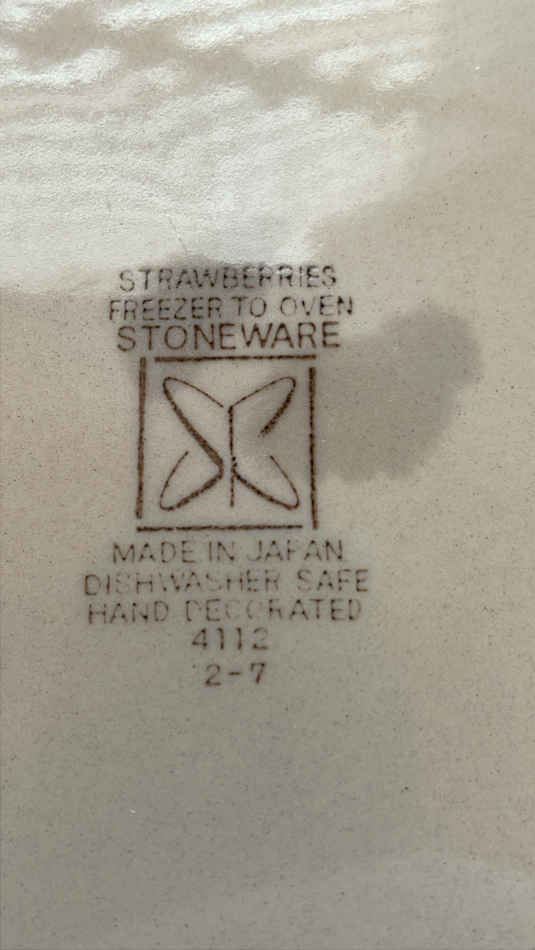 STRAWBERRIES
FREEZER TO OVEN
STONEWARE
MADE IN JAPAN
DISHWASHER SAFE
HAND DECORATED
4112
2-7